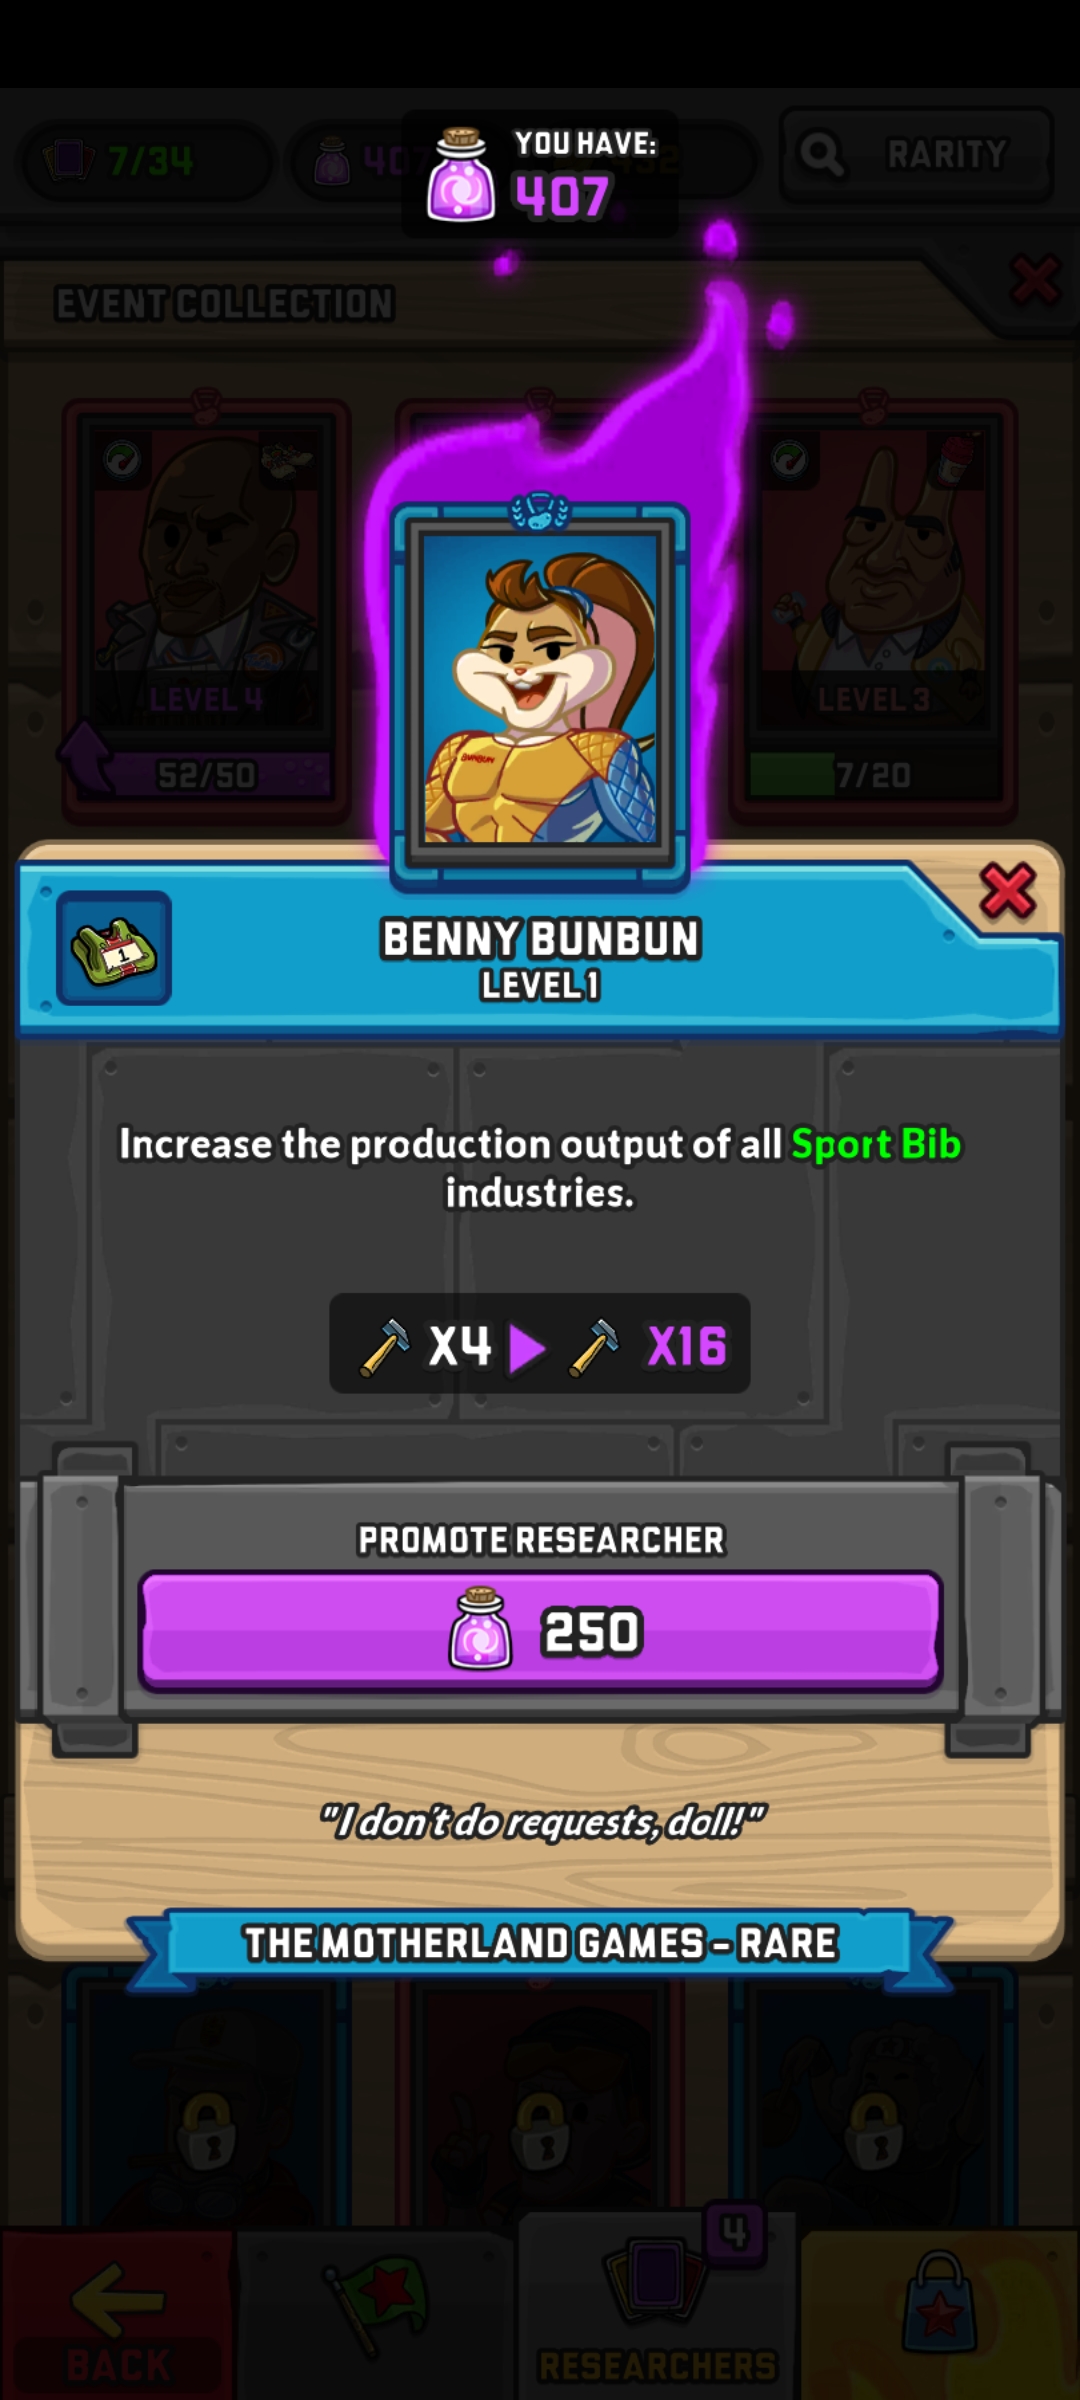 YOU HAVE:
407
7/34
RARITY
EVENT COLLECTION
LEVEL 4
52/50
LEVEL 3
7/20
BUNBUN
1
BENNY BUNBUN
LEVEL 1
Increase the production output of all Sport Bib
industries.
X4 X16
PROMOTE RESEARCHER
250
"I don't do requests, doll!"
THE MOTHERLAND GAMES - RARE
4
BACK
RESEARCHERS